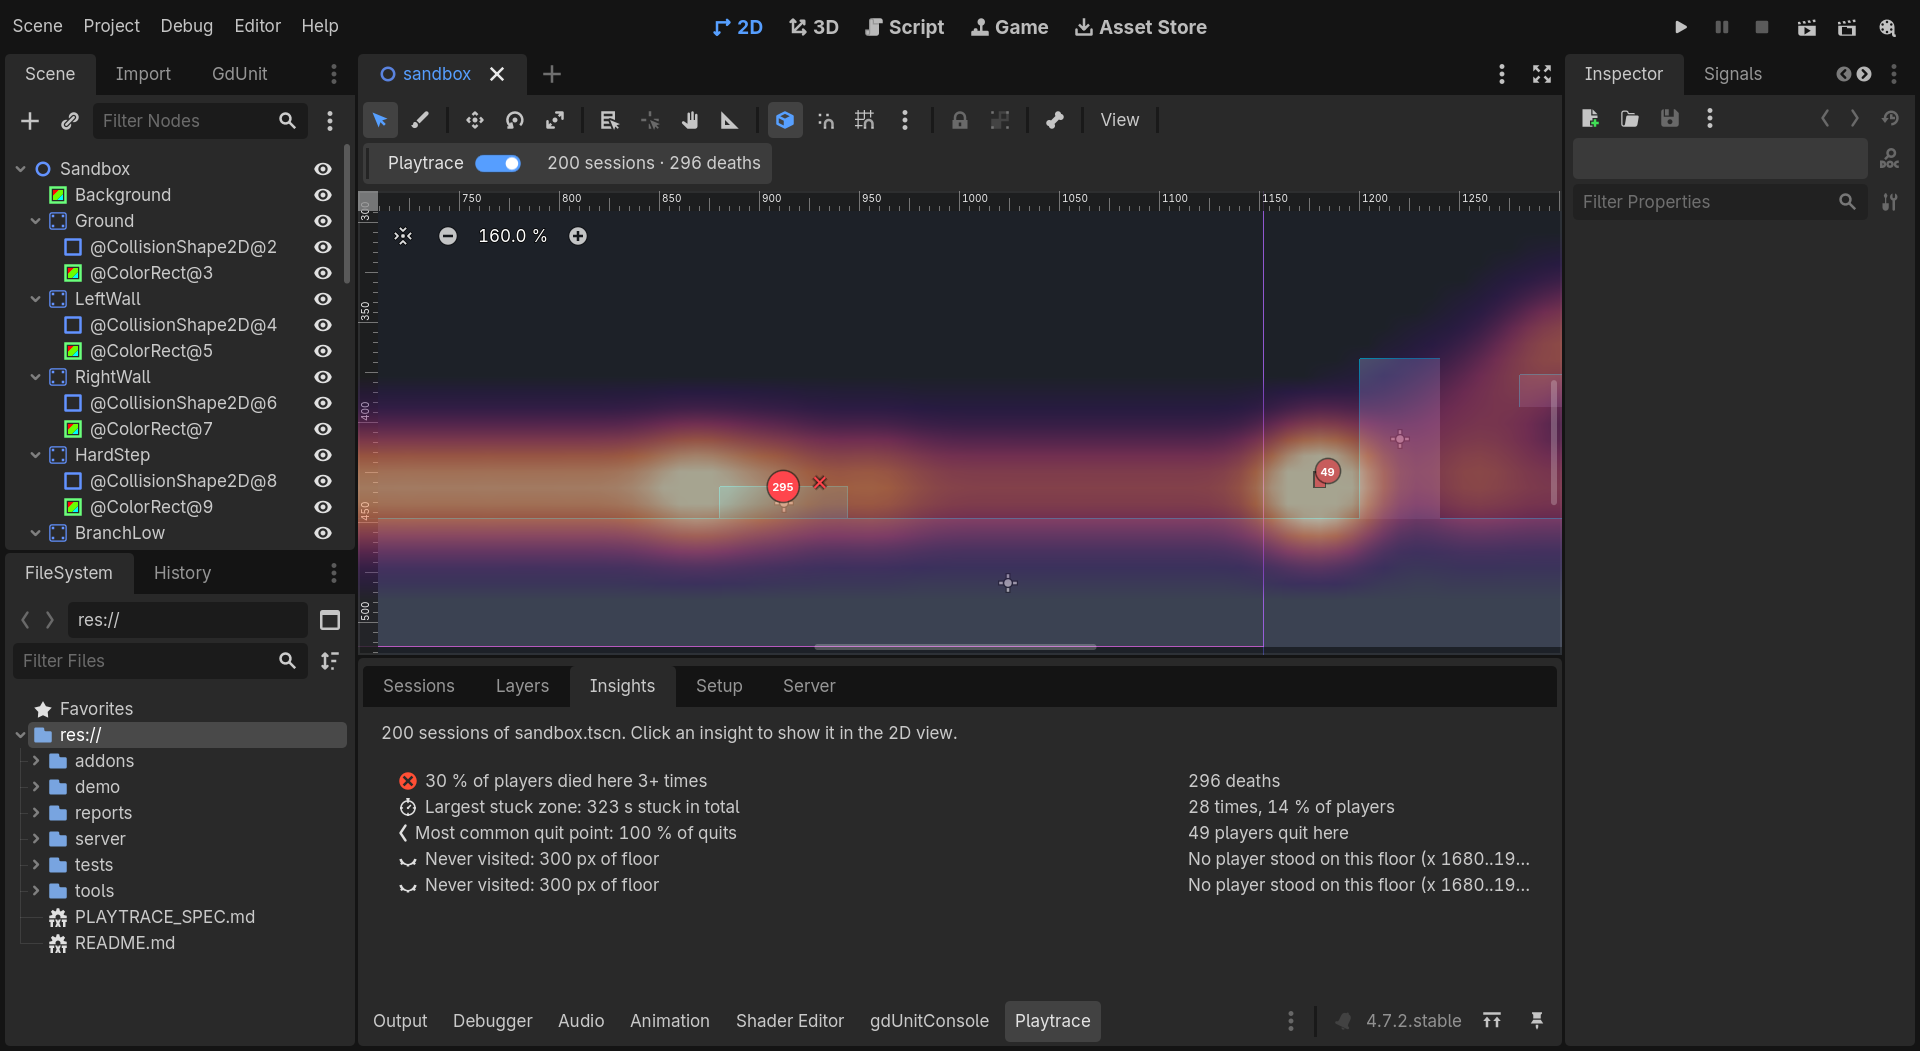 Scene Project Debug Editor Help
2D 3D Script Game Asset Store
Scene Import GdUnit
Filter Nodes
Sandbox
Background
Ground
@CollisionShape2D@2
@ColorRect@3
LeftWall
@CollisionShape2D@4
@ColorRect@5
RightWall
@CollisionShape2D@6
@ColorRect@7
HardStep
@CollisionShape2D@8
@ColorRect@9
BranchLow
FileSystem History
res://
Filter Files
Favorites
res://
addons
demo
reports
server
tests
tools
PLAYTRACE_SPEC.md
README.md
sandbox
View
Playtrace 200 sessions · 296 deaths
750 800 850 900 950 1000 1050 1100 1150 1200 1250
300
350
400
450
500
160.0 %
295
49
Sessions Layers Insights Setup Server
200 sessions of sandbox.tscn. Click an insight to show it in the 2D view.
30 % of players died here 3+ times 296 deaths
Largest stuck zone: 323 s stuck in total 28 times, 14 % of players
Most common quit point: 100 % of quits 49 players quit here
Never visited: 300 px of floor No player stood on this floor (x 1680..19...
Never visited: 300 px of floor No player stood on this floor (x 1680..19...
Output Debugger Audio Animation Shader Editor gdUnitConsole Playtrace 4.7.2.stable
Inspector Signals
DOC
Filter Properties